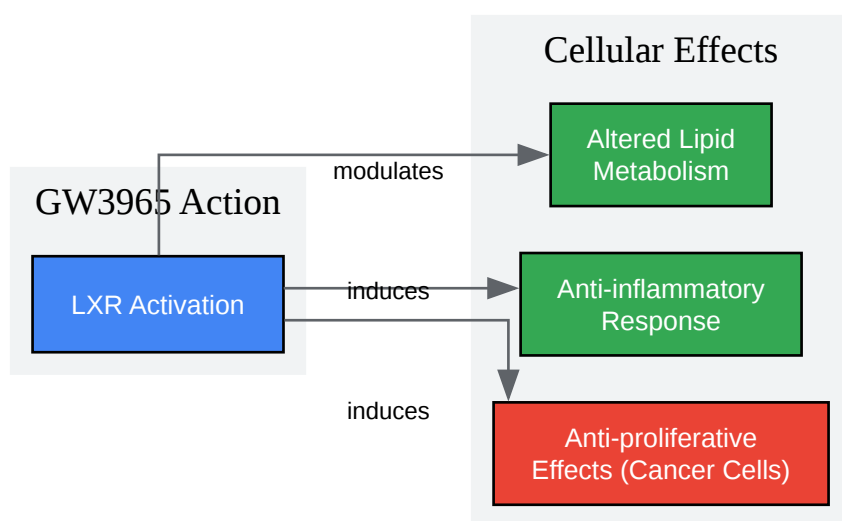 Cellular Effects
Altered Lipid
Metabolism
modulates
GW3965 Action
LXR Activation
induces
Anti-inflammatory
Response
induces
Anti-proliferative
Effects (Cancer Cells)